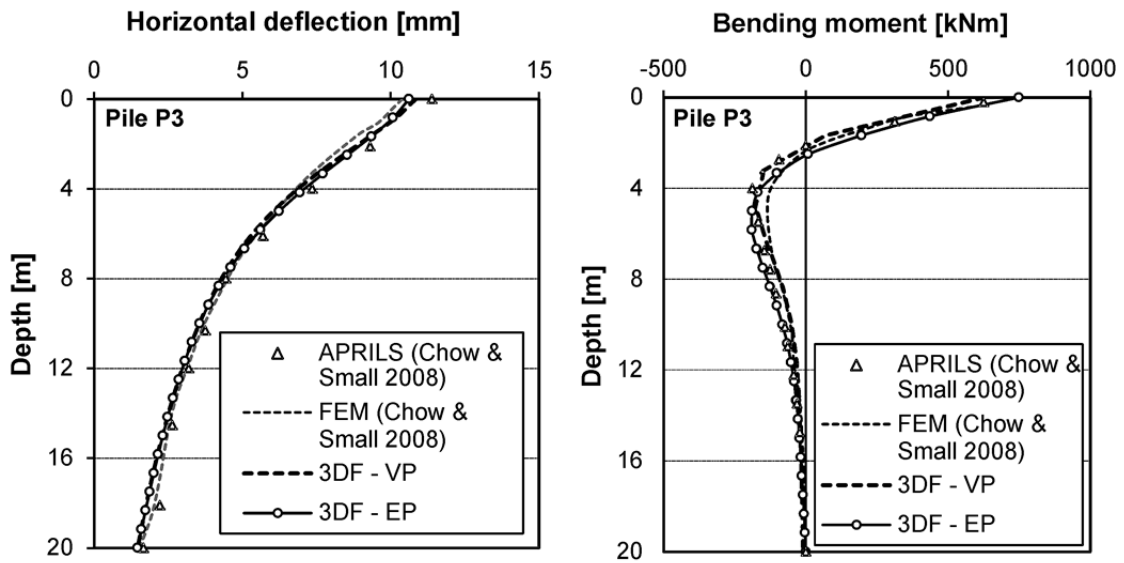 Horizontal deflection [mm]
0 5 10 15
0
Pile P3
4
8
12
16
20
Depth [m]
APRILS (Chow &
Small 2008)
FEM (Chow &
Small 2008)
3DF - VP
3DF - EP
Bending moment [kNm]
-500 0 500 1000
0
Pile P3
4
8
12
16
20
Depth [m]
APRILS (Chow &
Small 2008)
FEM (Chow &
Small 2008)
3DF - VP
3DF - EP